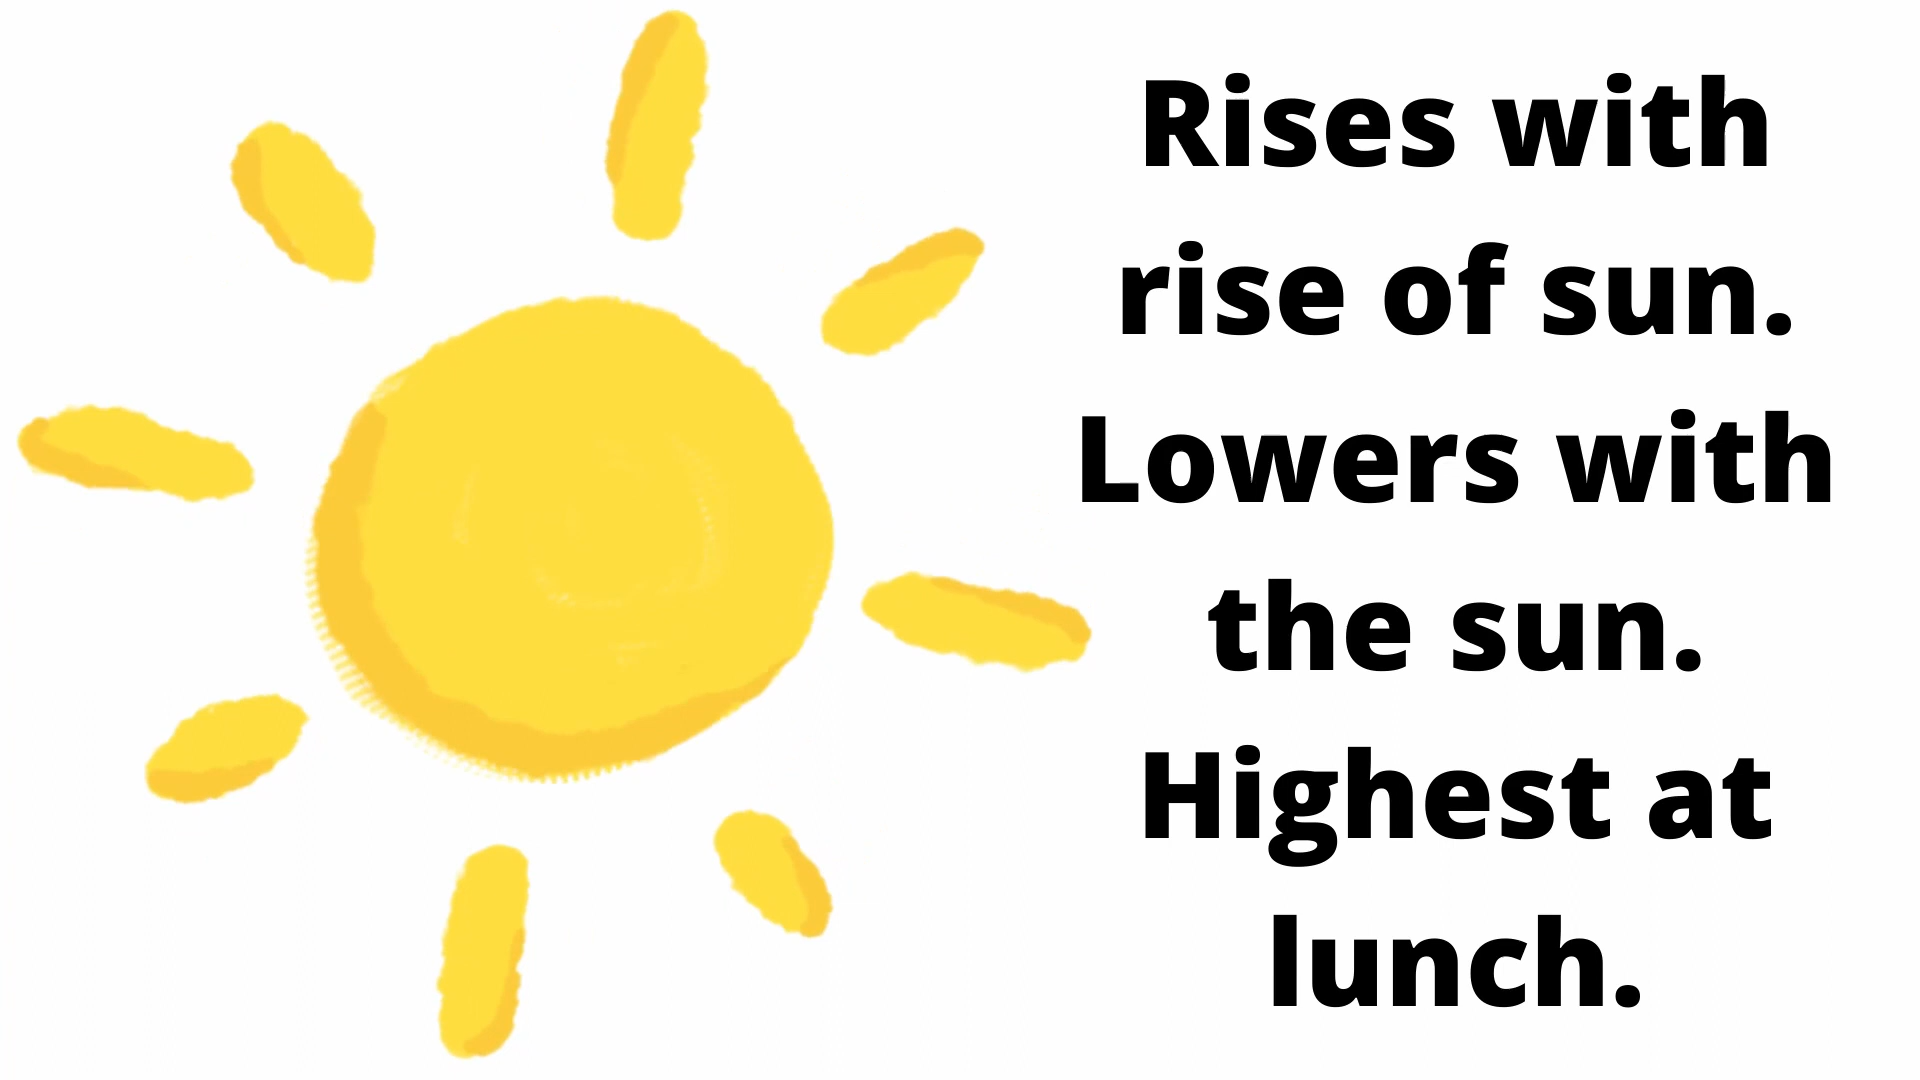 Rises with
rise of sun.
Lowers with
the sun.
Highest at
lunch.